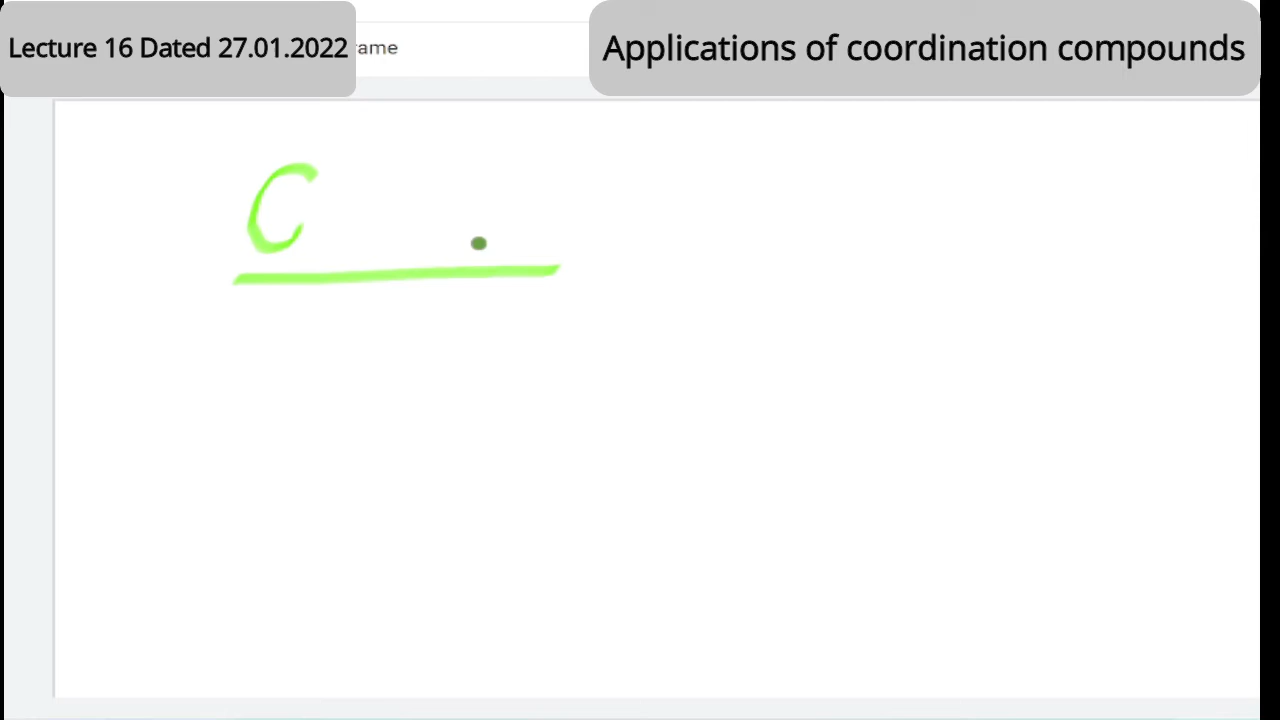 Lecture 16 Dated 27.01.2022
Applications of coordination compounds
C